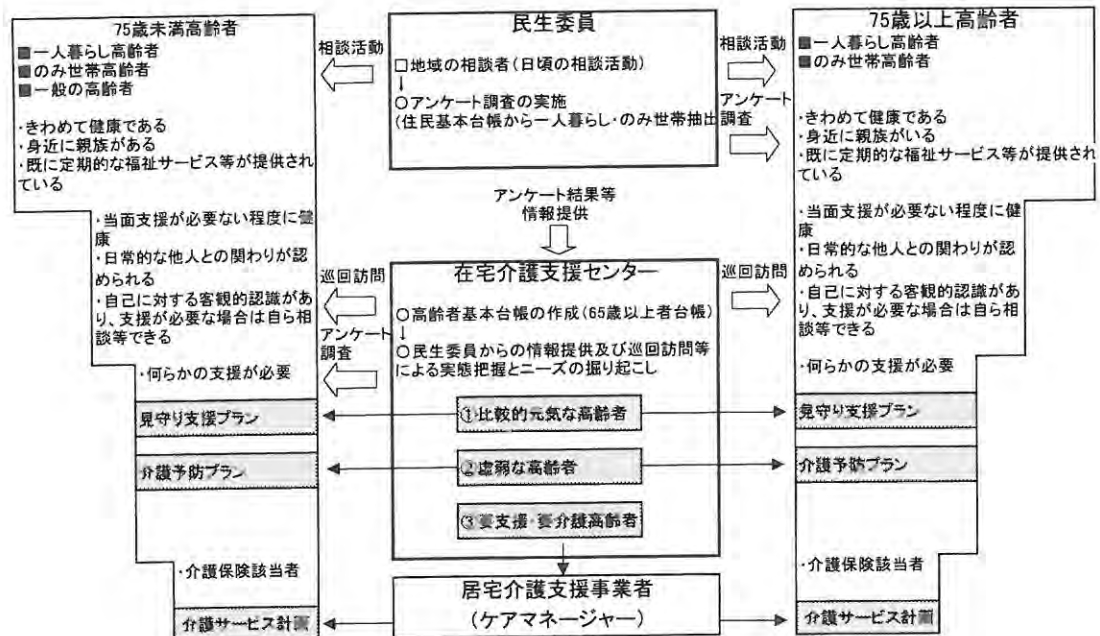 75歳未満高齢者
■一人暮らし高齢者
■のみ世帯高齢者
■一般の高齢者
・きわめて健康である
・身近に親族がある
・既に定期的な福祉サービス等が提供され
ている
・当面支援が必要ない程度に健
康
・日常的な他人との関わりが認
められる
・自己に対する客観的認識があ
り、支援が必要な場合は自ら相
談等できる
・何らかの支援が必要
見守り支援プラン
介護予防プラン
・介護保険該当者
介護サービス計画
相談活動
巡回訪問
アンケート
調査
民生委員
□地域の相談者(日頃の相談活動)
↓
○アンケート調査の実施
(住民基本台帳から一人暮らし・のみ世帯抽出
アンケート結果等
情報提供
在宅介護支援センター
○高齢者基本台帳の作成(65歳以上者台帳)
↓
○民生委員からの情報提供及び巡回訪問等
による実態把握とニーズの掘り起こし
①比較的元気な高齢者
②虚弱な高齢者
③要支援・要介護高齢者
居宅介護支援事業者
(ケアマネージャー)
相談活動
アンケート
調査
巡回訪問
75歳以上高齢者
■一人暮らし高齢者
■のみ世帯高齢者
・きわめて健康である
・身近に親族がいる
・既に定期的な福祉サービス等が提供され
ている
・当面支援が必要ない程度に健
康
・日常的な他人との関わりが認
められる
・自己に対する客観的認識があ
り、支援が必要な場合は自ら相
談等できる
・何らかの支援が必要
見守り支援プラン
介護予防プラン
・介護保険該当者
介護サービス計画